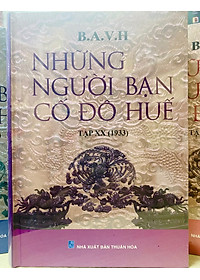 B.A.V.H
NHỮNG
NGƯỜI BẠN
CỐ ĐÔ HUẾ
TẬP XX (1933)
NHÀ XUẤT BẢN THUẬN HÓA